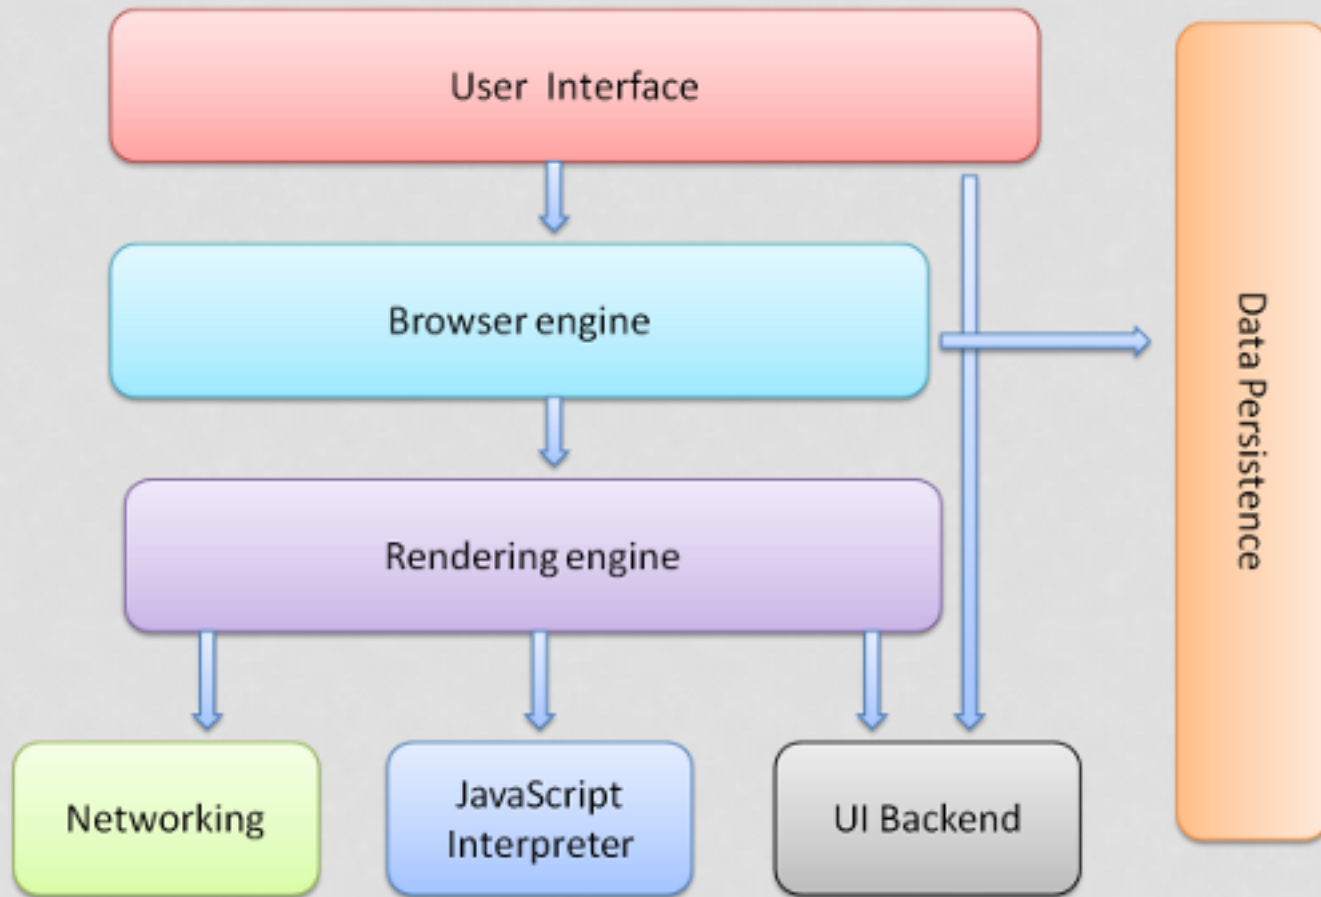 User Interface
Browser engine
Rendering engine
Networking
JavaScript
Interpreter
UI Backend
Data Persistence